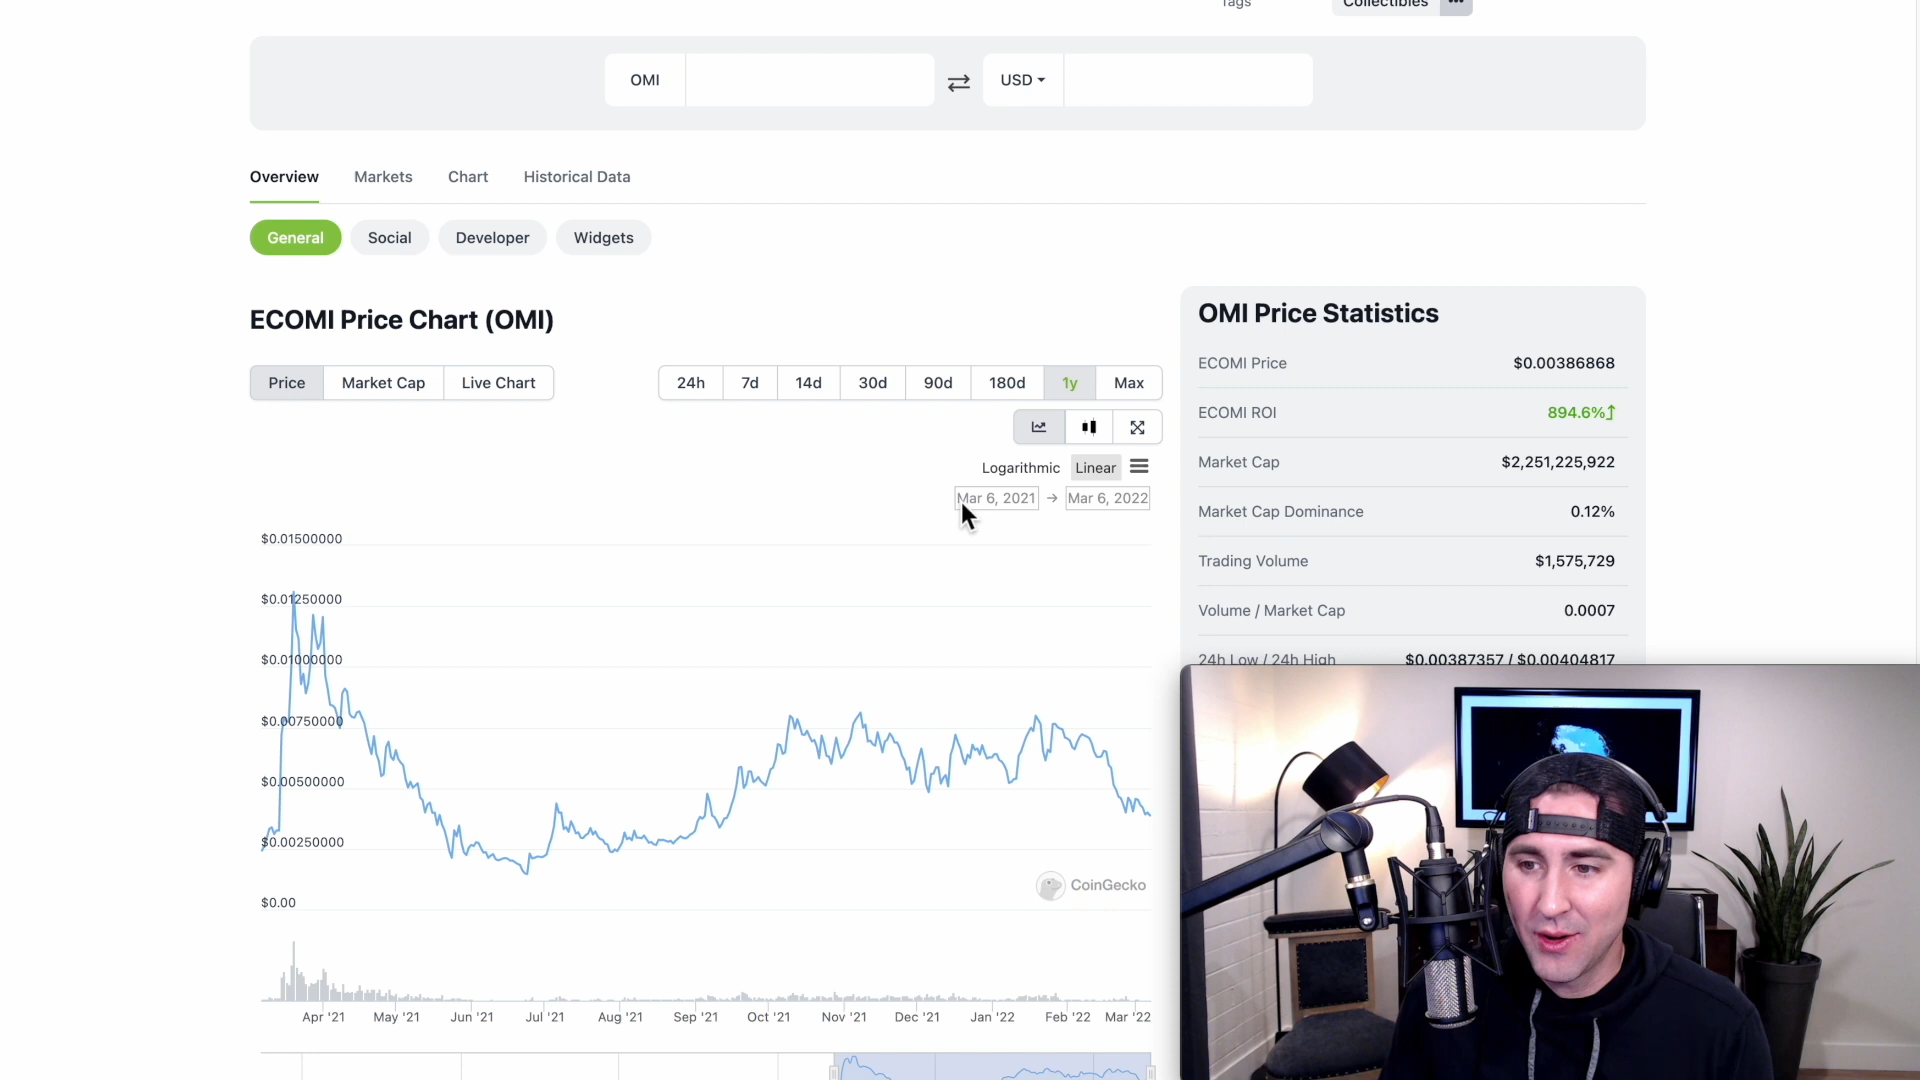 Tags
Collectibles
OMI
USD
Overview
Markets
Chart
Historical Data
General
Social
Developer
Widgets
ECOMI Price Chart (OMI)
Price
Market Cap
Live Chart
24h
7d
14d
30d
90d
180d
1y
Max
Logarithmic
Linear
Mar 6, 2021 → Mar 6, 2022
$0.01500000
$0.01250000
$0.01000000
$0.00750000
$0.00500000
$0.00250000
$0.00
CoinGecko
Apr '21
May '21
Jun '21
Jul '21
Aug '21
Sep '21
Oct '21
Nov '21
Dec '21
Jan '22
Feb '22
Mar '22
OMI Price Statistics
ECOMI Price $0.00386868
ECOMI ROI 894.6%
Market Cap $2,251,225,922
Market Cap Dominance 0.12%
Trading Volume $1,575,729
Volume / Market Cap 0.0007
24h Low / 24h High $0.00387357 / $0.00404817